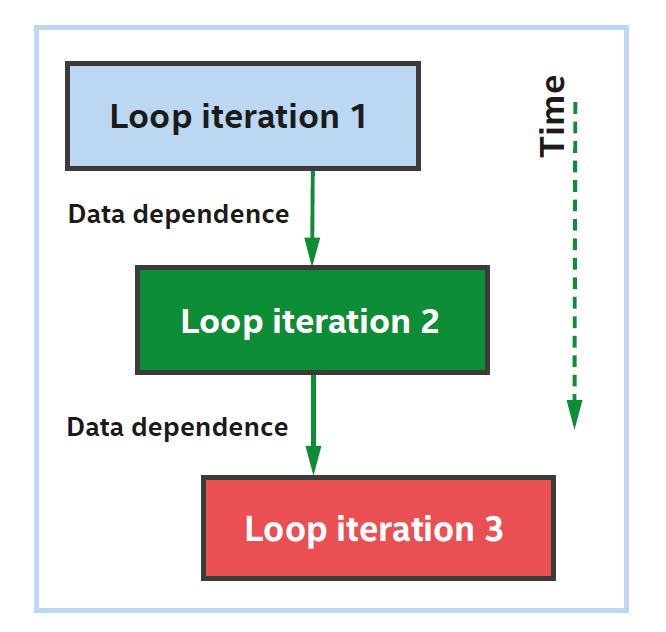 Loop iteration 1
Time
Data dependence
Loop iteration 2
Data dependence
Loop iteration 3